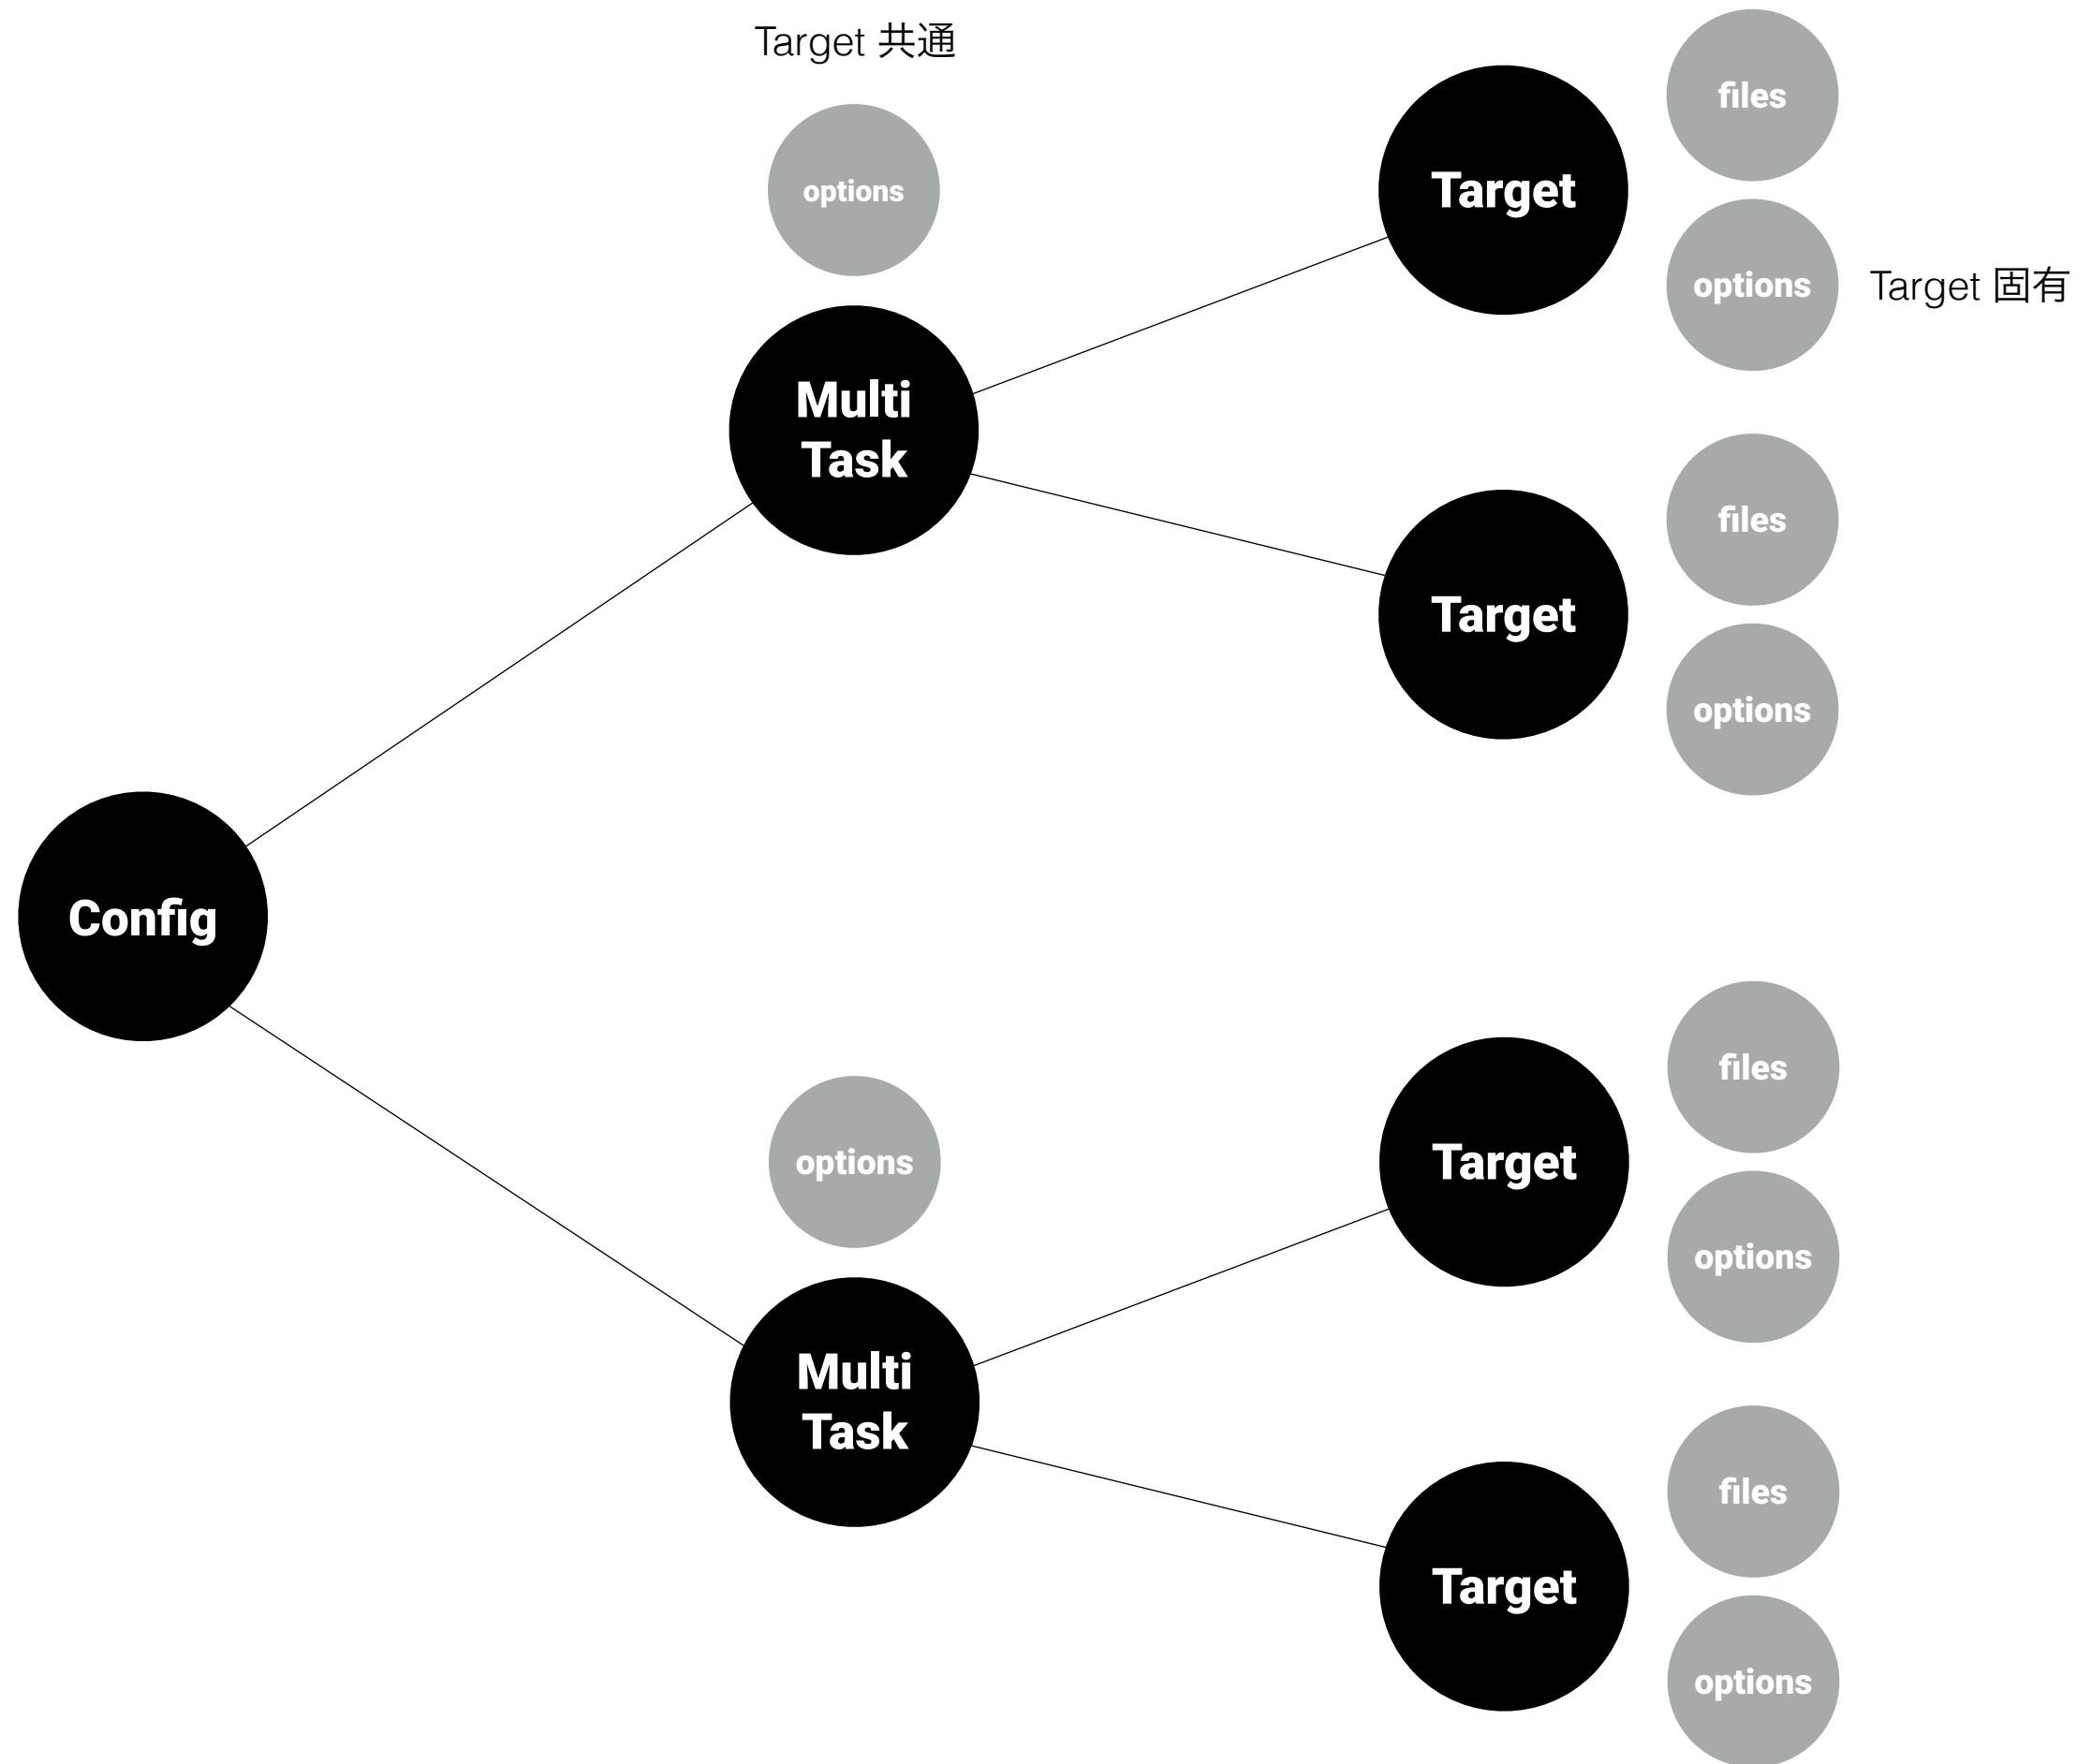 Target 共通
options
Multi
Task
Target
files
options
Target 固有
Target
files
options
Config
options
Multi
Task
Target
files
options
Target
files
options